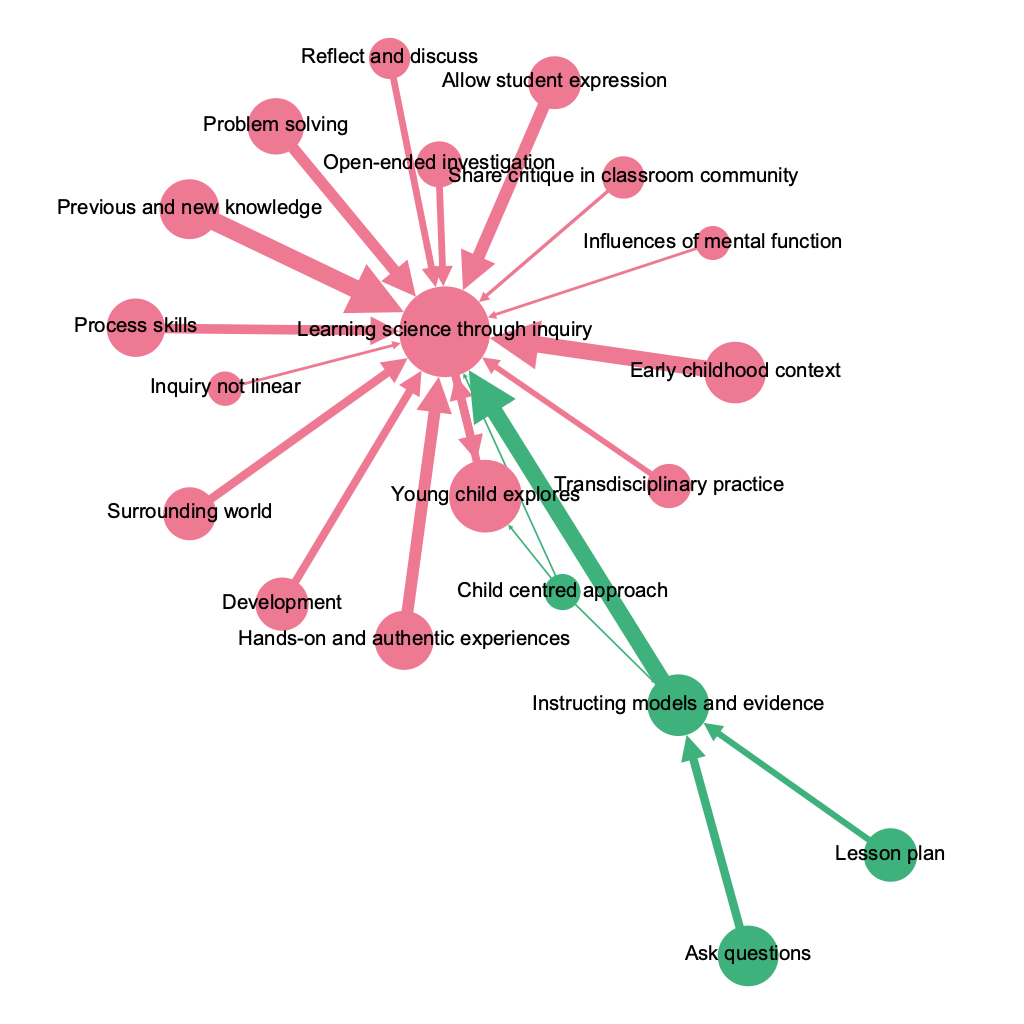 Reflect and discuss
Allow student expression
Problem solving
Open-ended investigation
Share critique in classroom community
Previous and new knowledge
Influences of mental function
Process skills
Learning science through inquiry
Early childhood context
Inquiry not linear
Transdisciplinary practice
Young child explores
Surrounding world
Child centred approach
Development
Hands-on and authentic experiences
Instructing models and evidence
Lesson plan
Ask questions